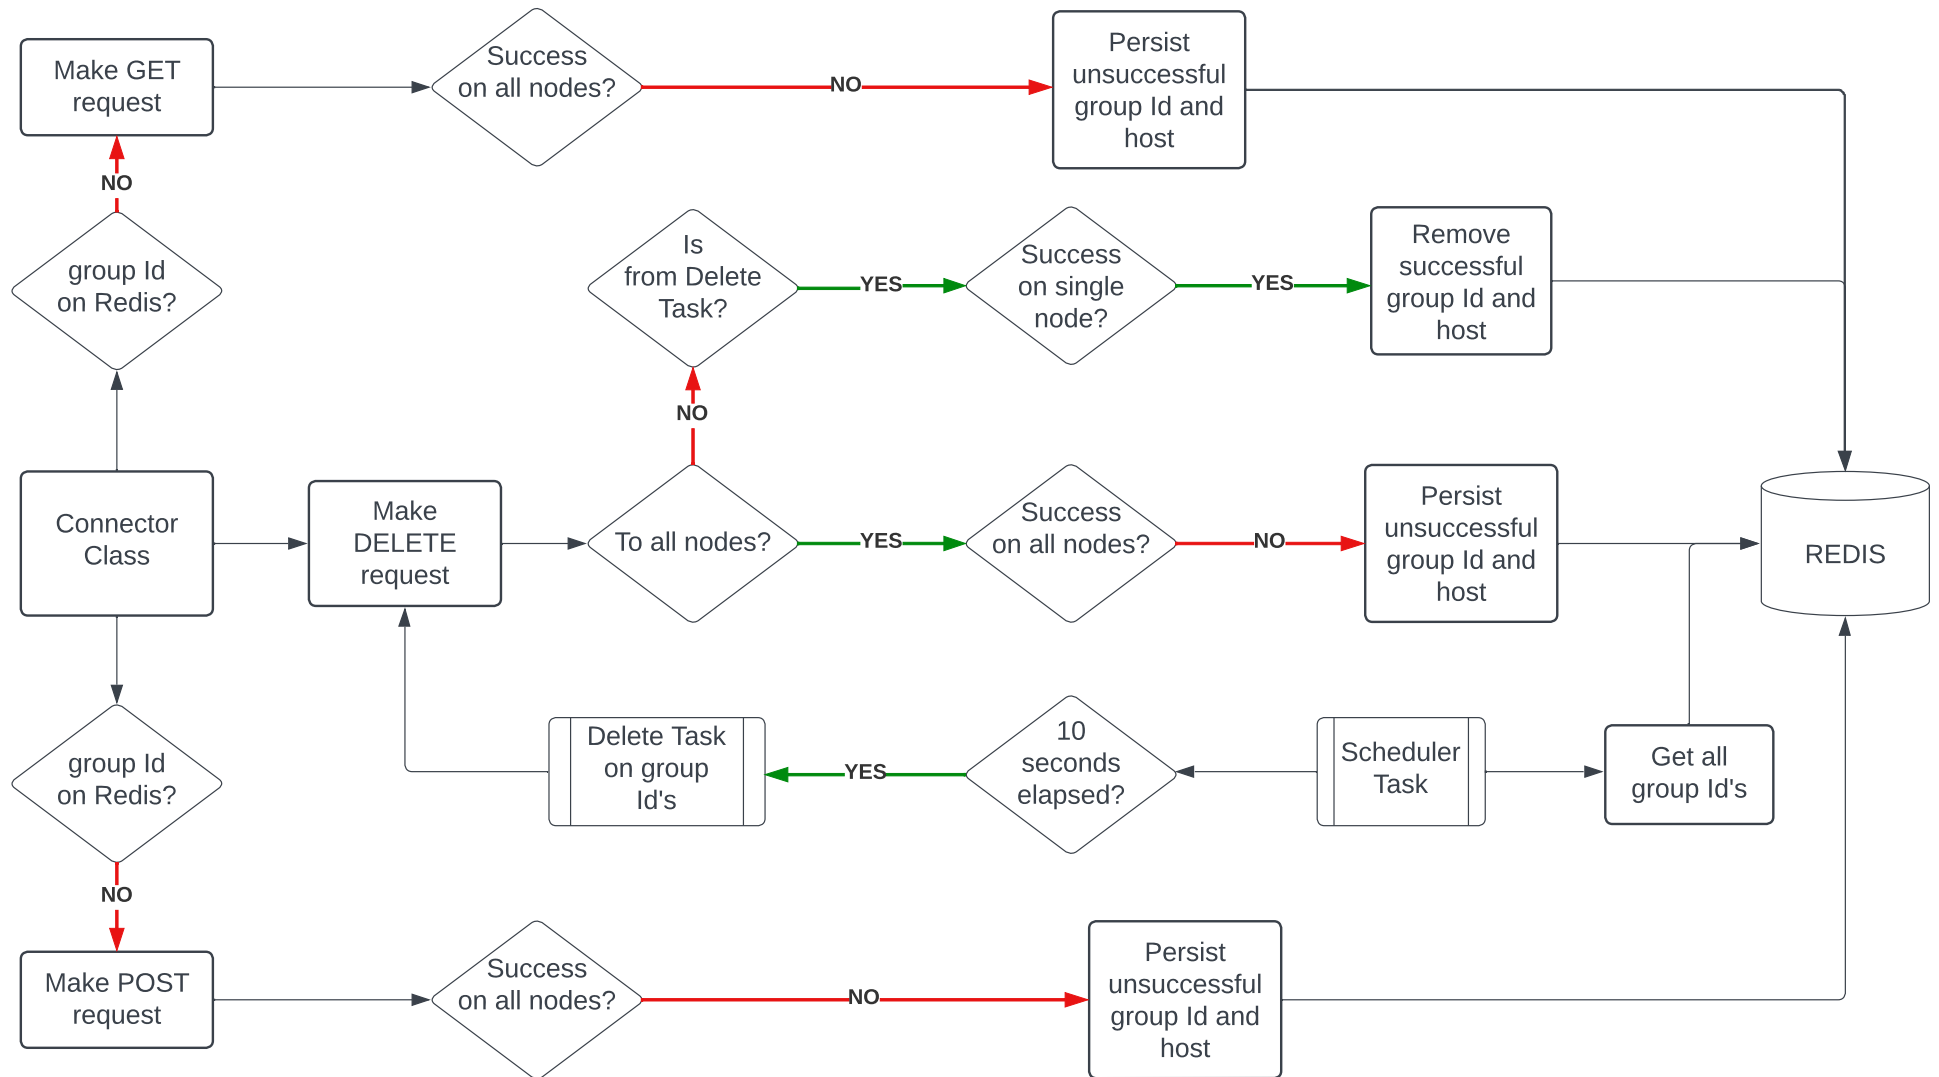 Make GET
request
Success
on all nodes?
NO
Persist
unsuccessful
group Id and
host
NO
group Id
on Redis?
Is
from Delete
Task?
YES
Success
on single
node?
YES
Remove
successful
group Id and
host
NO
Connector
Class
Make
DELETE
request
To all nodes?
YES
Success
on all nodes?
NO
Persist
unsuccessful
group Id and
host
REDIS
group Id
on Redis?
Delete Task
on group
Id's
YES
10
seconds
elapsed?
Scheduler
Task
Get all
group Id's
NO
Make POST
request
Success
on all nodes?
NO
Persist
unsuccessful
group Id and
host